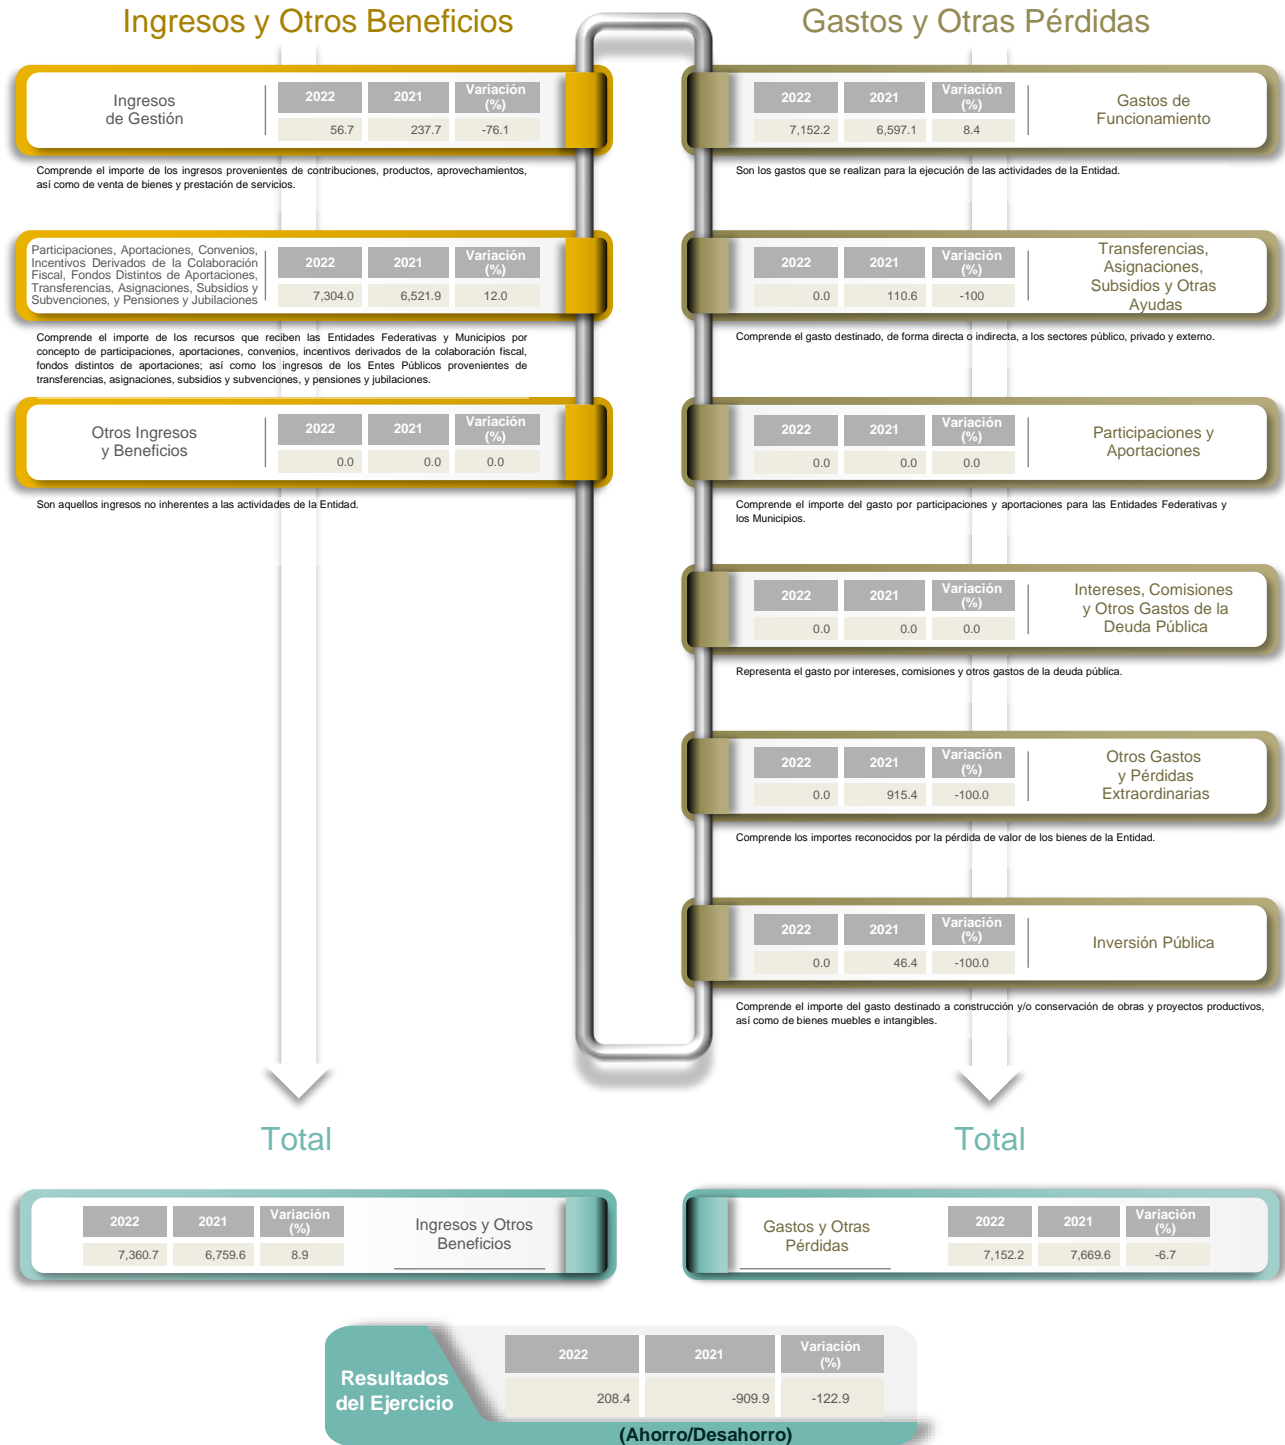 Ingresos y Otros Beneficios
Ingresos
de Gestión
2022 2021 Variación
(%)
56.7 237.7 -76.1
Comprende el importe de los ingresos provenientes de contribuciones, productos, aprovechamientos,
así como de venta de bienes y prestación de servicios.
Participaciones, Aportaciones, Convenios,
Incentivos Derivados de la Colaboración
Fiscal, Fondos Distintos de Aportaciones,
Transferencias, Asignaciones, Subsidios y
Subvenciones, y Pensiones y Jubilaciones
2022 2021 Variación
(%)
7,304.0 6,521.9 12.0
Comprende el importe de los recursos que reciben las Entidades Federativas y Municipios por
concepto de participaciones, aportaciones, convenios, incentivos derivados de la colaboración fiscal,
fondos distintos de aportaciones; así como los ingresos de los Entes Públicos provenientes de
transferencias, asignaciones, subsidios y subvenciones, y pensiones y jubilaciones.
Otros Ingresos
y Beneficios
2022 2021 Variación
(%)
0.0 0.0 0.0
Son aquellos ingresos no inherentes a las actividades de la Entidad.
Gastos y Otras Pérdidas
2022 2021 Variación
(%)
7,152.2 6,597.1 8.4
Gastos de
Funcionamiento
Son los gastos que se realizan para la ejecución de las actividades de la Entidad.
2022 2021 Variación
(%)
0.0 110.6 -100
Transferencias,
Asignaciones,
Subsidios y Otras
Ayudas
Comprende el gasto destinado, de forma directa o indirecta, a los sectores público, privado y externo.
2022 2021 Variación
(%)
0.0 0.0 0.0
Participaciones y
Aportaciones
Comprende el importe del gasto por participaciones y aportaciones para las Entidades Federativas y
los Municipios.
2022 2021 Variación
(%)
0.0 0.0 0.0
Intereses, Comisiones
y Otros Gastos de la
Deuda Pública
Representa el gasto por intereses, comisiones y otros gastos de la deuda pública.
2022 2021 Variación
(%)
0.0 915.4 -100.0
Otros Gastos
y Pérdidas
Extraordinarias
Comprende los importes reconocidos por la pérdida de valor de los bienes de la Entidad.
2022 2021 Variación
(%)
0.0 46.4 -100.0
Inversión Pública
Comprende el importe del gasto destinado a construcción y/o conservación de obras y proyectos productivos,
así como de bienes muebles e intangibles.
Total
2022 2021 Variación
(%)
7,360.7 6,759.6 8.9
Ingresos y Otros
Beneficios
Total
Gastos y Otras
Pérdidas
2022 2021 Variación
(%)
7,152.2 7,669.6 -6.7
Resultados
del Ejercicio
2022 2021 Variación
(%)
208.4 -909.9 -122.9
(Ahorro/Desahorro)